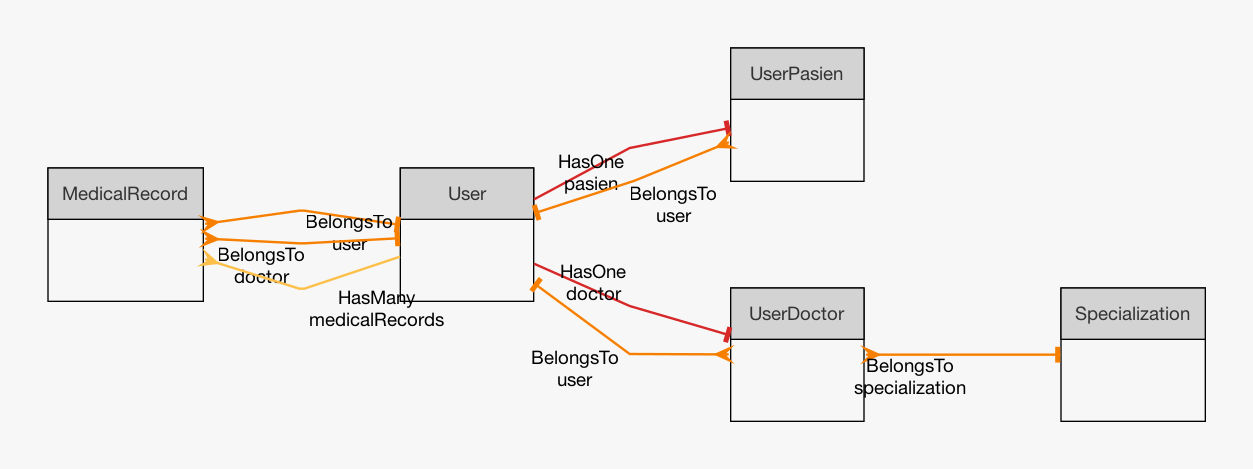 UserPasien
HasOne
pasien
BelongsTo
user
MedicalRecord
User
BelongsTo
user
BelongsTo
doctor
HasMany
medicalRecords
HasOne
doctor
BelongsTo
user
UserDoctor
Specialization
BelongsTo
specialization